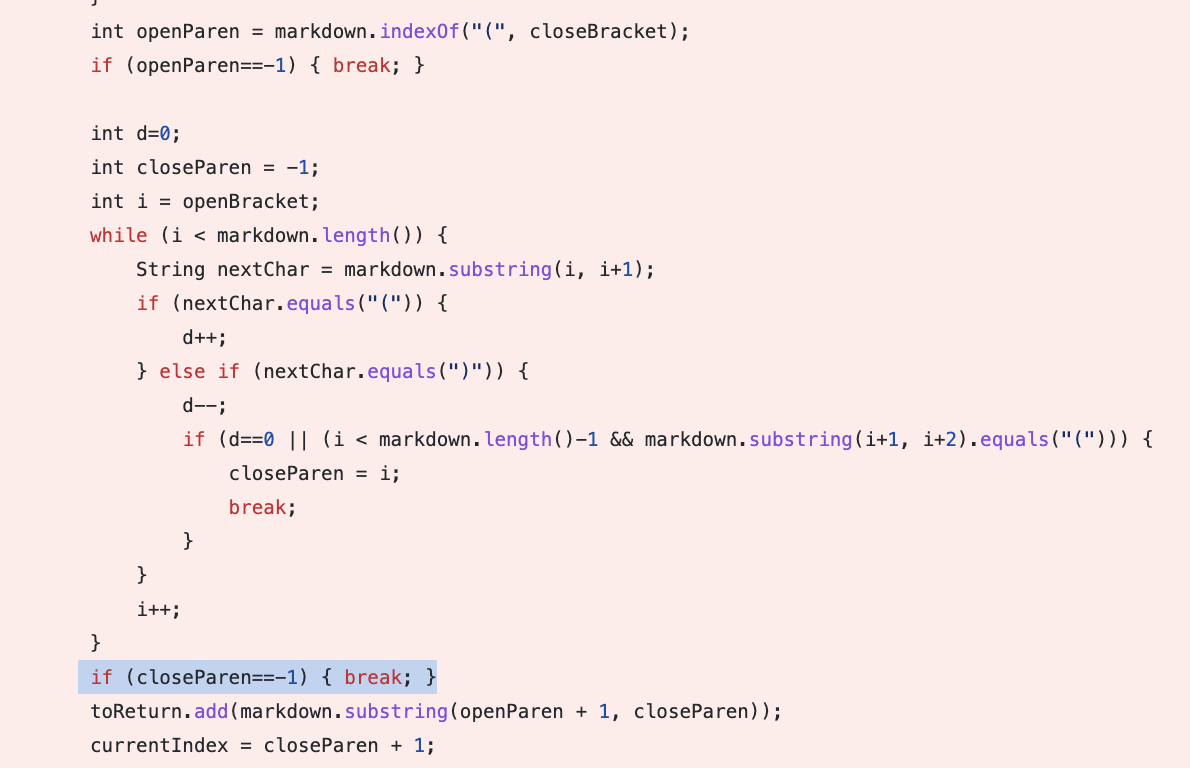 }
int openParen = markdown.indexOf("(", closeBracket);
if (openParen==-1) { break; }
int d=0;
int closeParen = -1;
int i = openBracket;
while (i < markdown.length()) {
String nextChar = markdown.substring(i, i+1);
if (nextChar.equals("(")) {
d++;
} else if (nextChar.equals(")")) {
d--;
if (d==0 || (i < markdown.length()-1 && markdown.substring(i+1, i+2).equals("("))) {
closeParen = i;
break;
}
}
i++;
}
if (closeParen==-1) { break; }
toReturn.add(markdown.substring(openParen + 1, closeParen));
currentIndex = closeParen + 1;